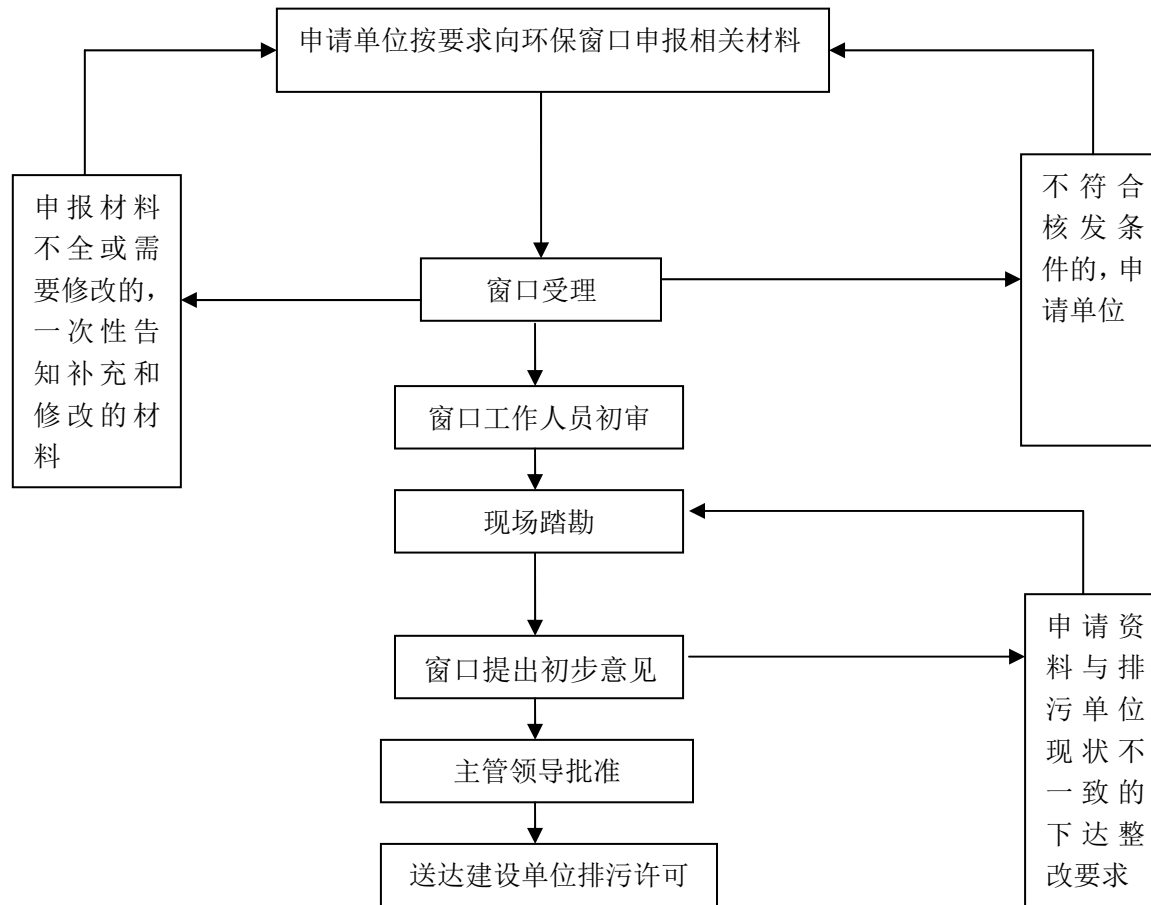 申请单位按要求向环保窗口申报相关材料
申报材料
不全或需
要修改的，
一次性告
知补充和
修改的材
料
不符合
核发条
件的，申
请单位
窗口受理
窗口工作人员初审
现场踏勘
窗口提出初步意见
申请资
料与排
污单位
现状不
一致的
下达整
改要求
主管领导批准
送达建设单位排污许可